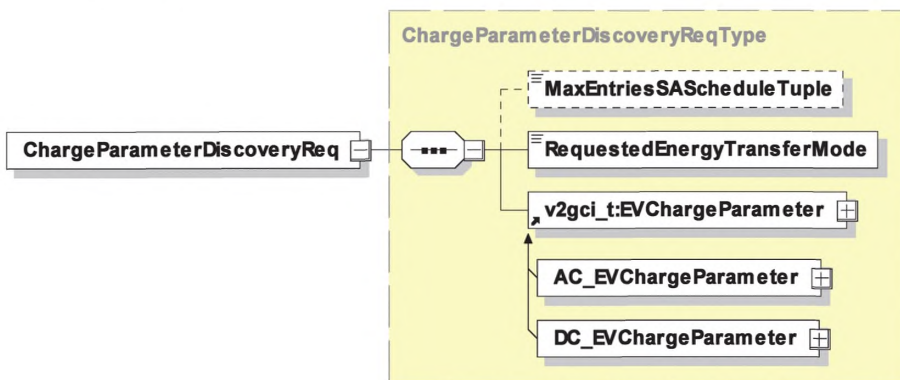 ChargeParameterDiscoveryReqType
MaxEntriesSAScheduleTuple
ChargeParameterDiscoveryReq
RequestedEnergyTransferMode
v2gci_t:EVChargeParameter
AC_EVChargeParameter
DC_EVChargeParameter